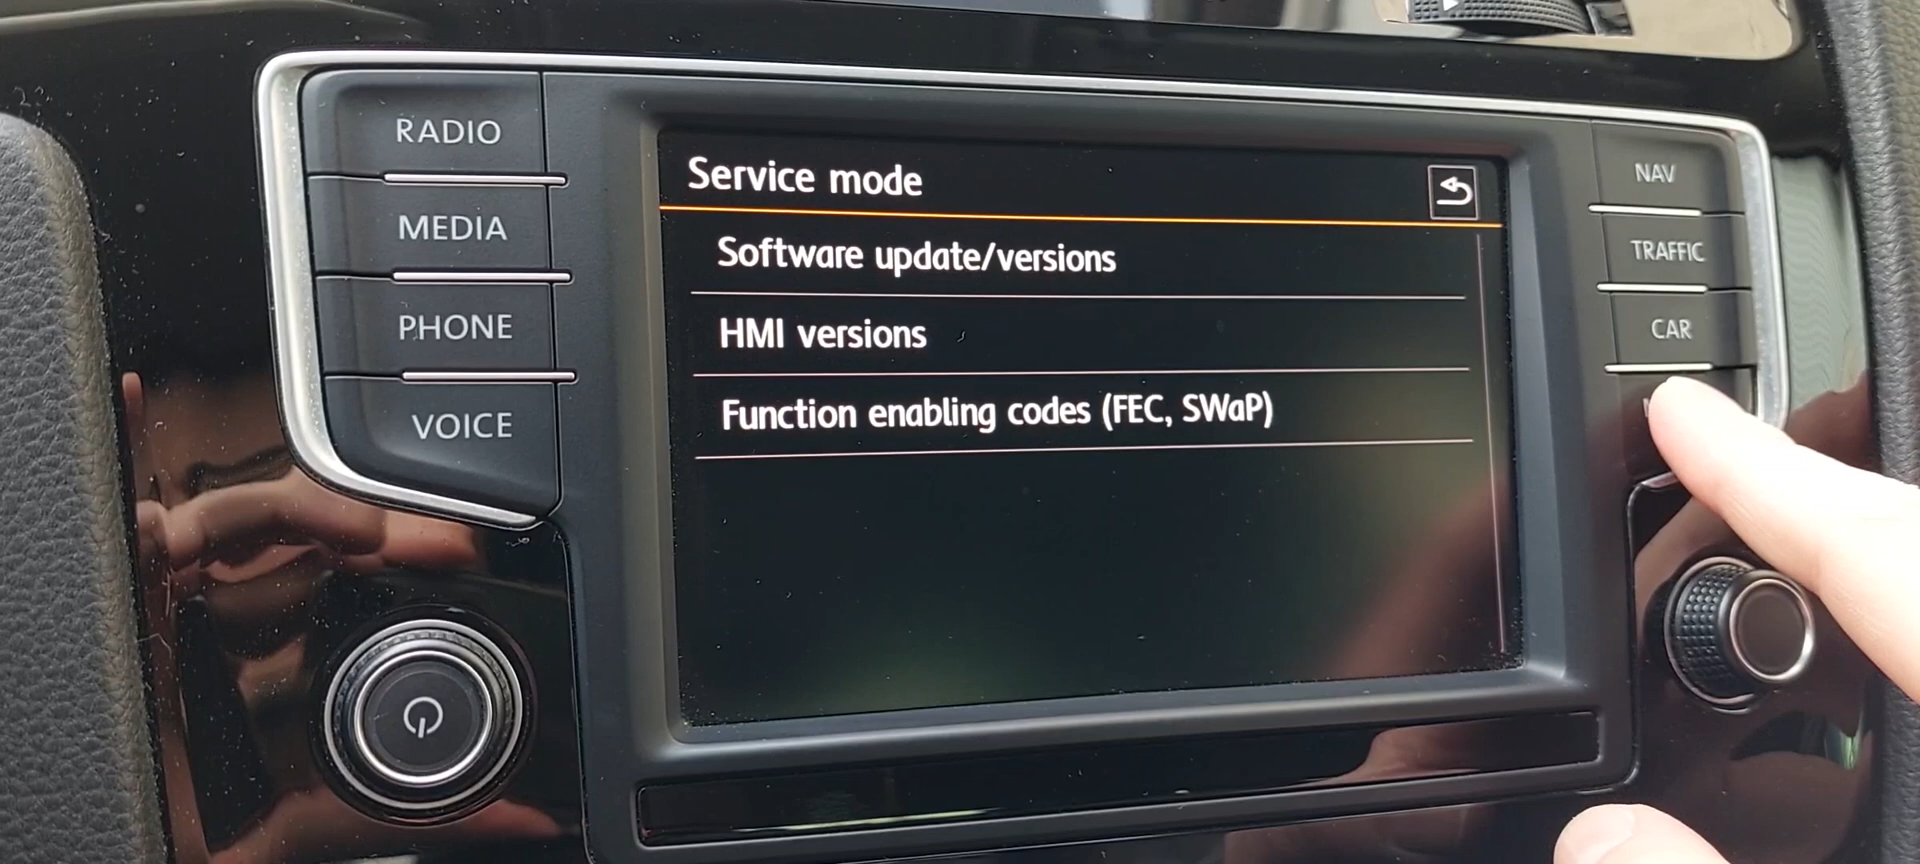 RADIO
MEDIA
PHONE
VOICE
Service mode
Software update/versions
HMI versions
Function enabling codes (FEC, SWaP)
NAV
TRAFFIC
CAR